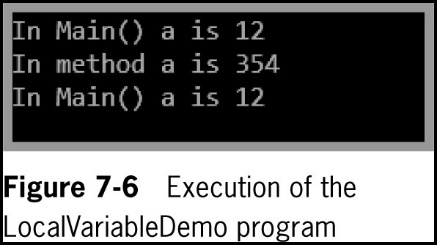 In Main() a is 12
In method a is 354
In Main() a is 12
Figure 7-6 Execution of the
LocalVariableDemo program